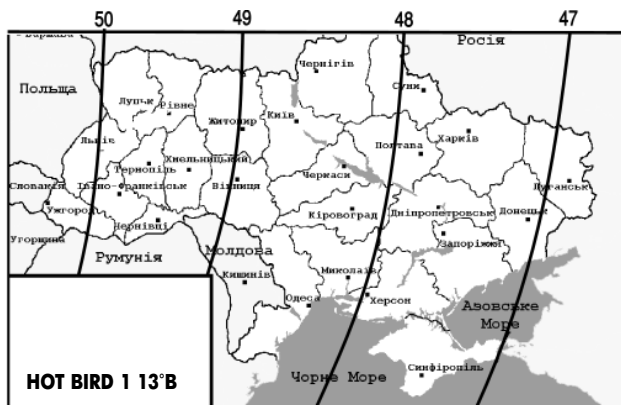 50 49 48 47
Варшава
Росія
Чернігів
Польща
Суми
Луцьк
Рівне
Київ
Житомир
Харків
Львів
Полтава
Тернопіль
Хмельницький
Черкаси
Словакія
Івано-Франківськ
Вінниця
Луганськ
Ужгород
Кіровоград
Дніпропетровськ
Донецьк
Чернівці
Угорщина
Запоріжжя
Румунія
Молдова
Кишинів
Миколаїв
Одеса
Херсон
Азовське
Море
Сімфіропіль
Чорне Море
HOT BIRD 1 13°В